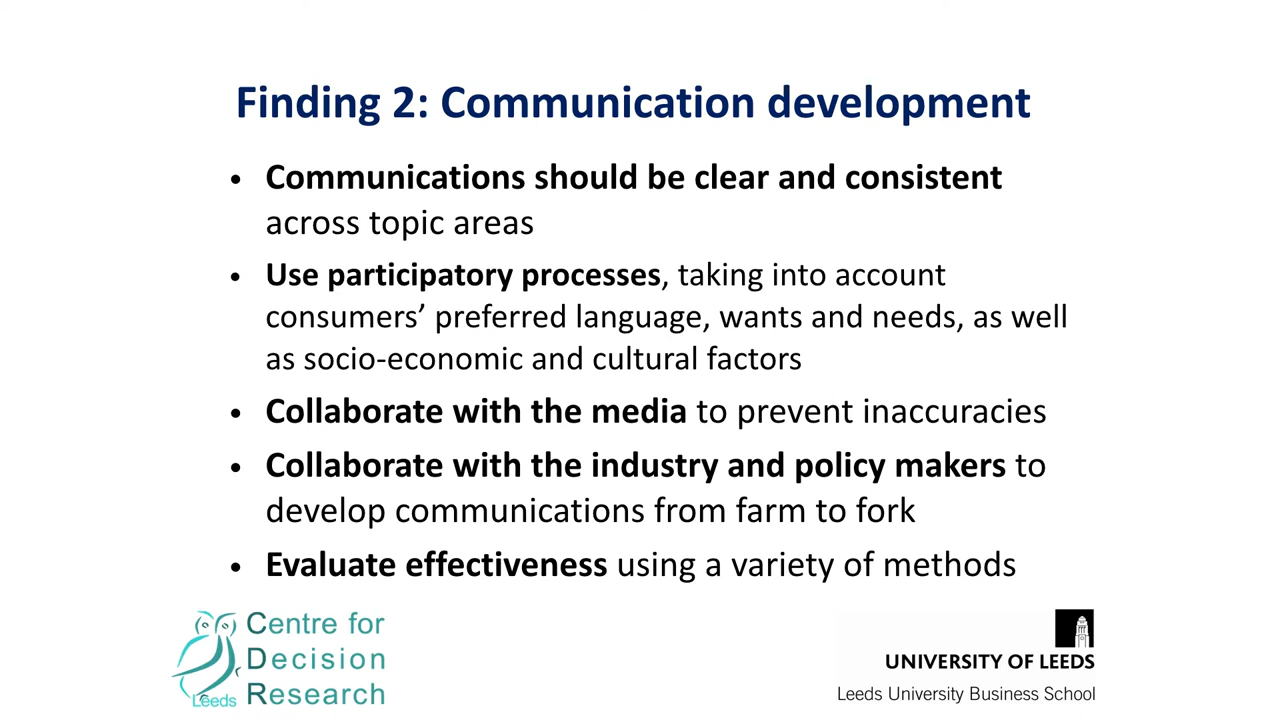 Finding 2: Communication development
• Communications should be clear and consistent
across topic areas
• Use participatory processes, taking into account
consumers’ preferred language, wants and needs, as well
as socio-economic and cultural factors
• Collaborate with the media to prevent inaccuracies
• Collaborate with the industry and policy makers to
develop communications from farm to fork
• Evaluate effectiveness using a variety of methods
Centre for
Decision
Research
Leeds
UNIVERSITY OF LEEDS
Leeds University Business School